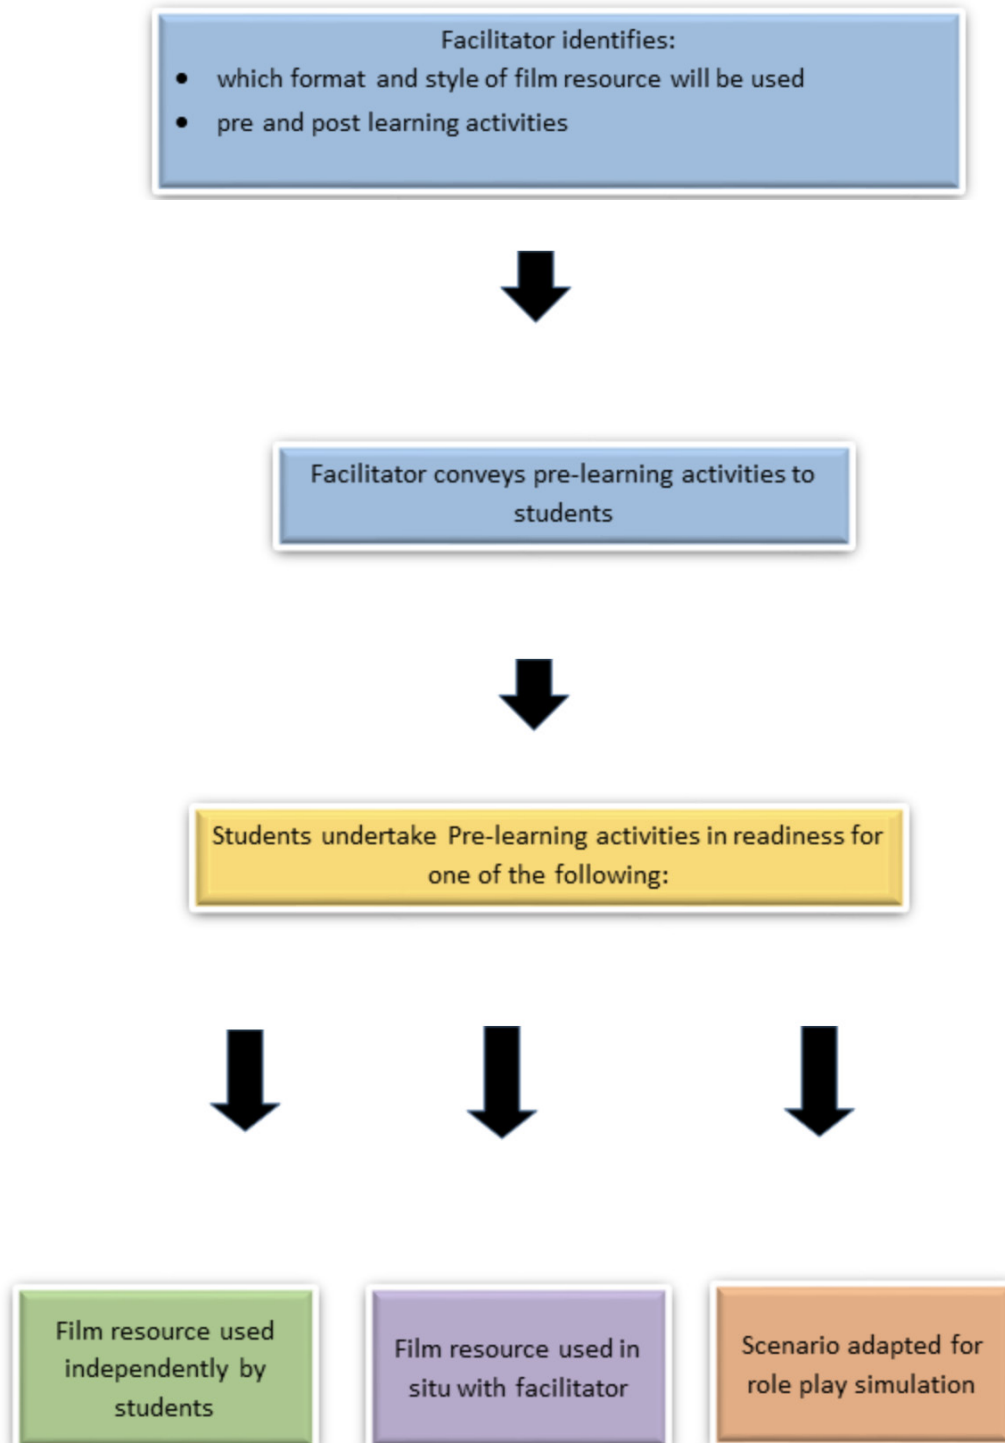 Facilitator identifies:
• which format and style of film resource will be used
• pre and post learning activities
Facilitator conveys pre-learning activities to
students
Students undertake Pre-learning activities in readiness for
one of the following:
Film resource used
independently by
students
Film resource used in
situ with facilitator
Scenario adapted for
role play simulation